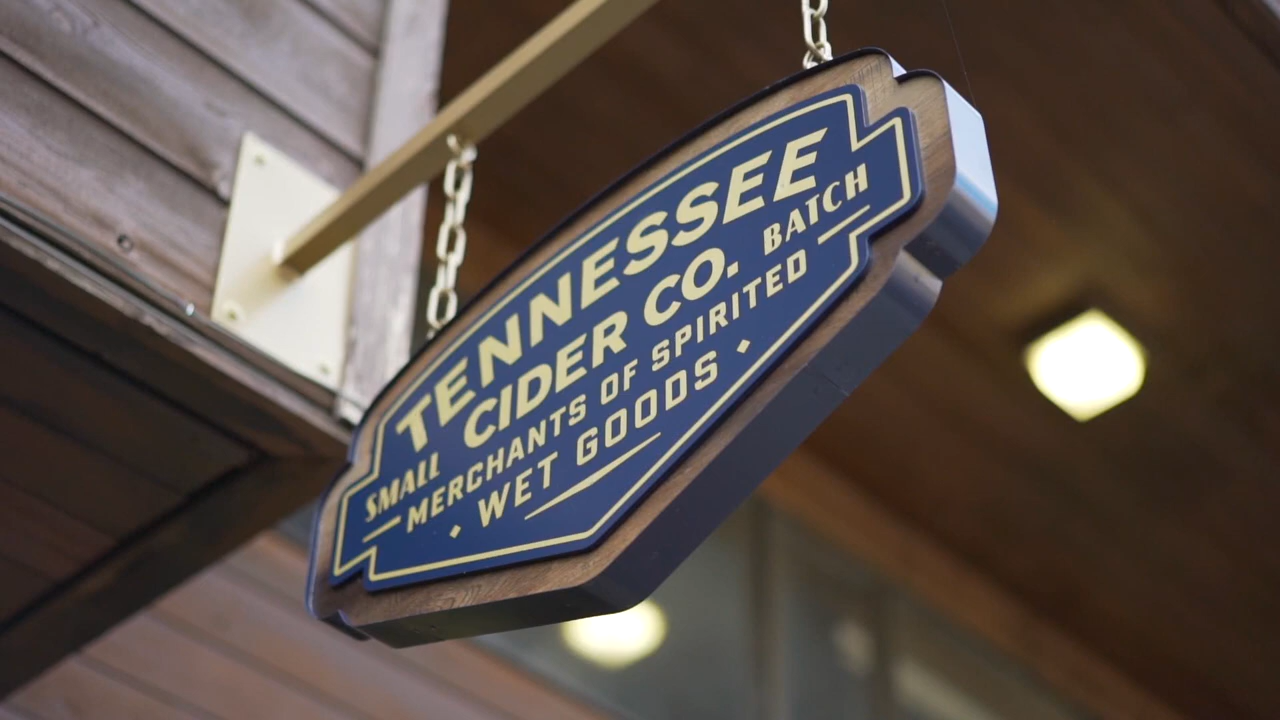 TENNESSEE
CIDER CO.
SMALL BATCH
MERCHANTS OF SPIRITED
WET GOODS